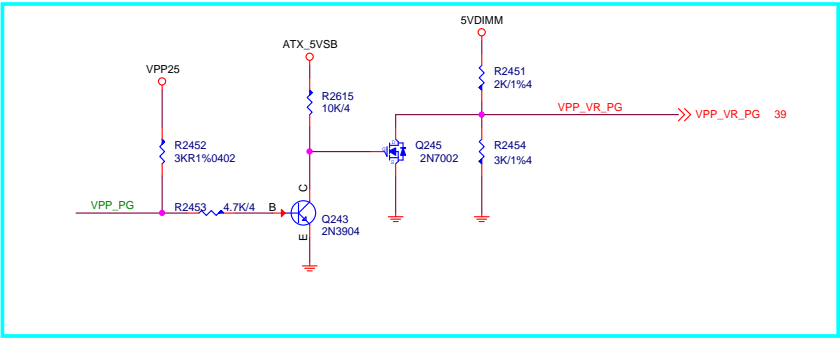 5VDIMM
ATX_5VSB
VPP25
R2451
2K/1%4
R2615
10K/4
VPP_VR_PG
VPP_VR_PG 39
R2452
3KR1%0402
Q245
2N7002
R2454
3K/1%4
C
VPP_PG
R2453
4.7K/4
B
Q243
2N3904
E